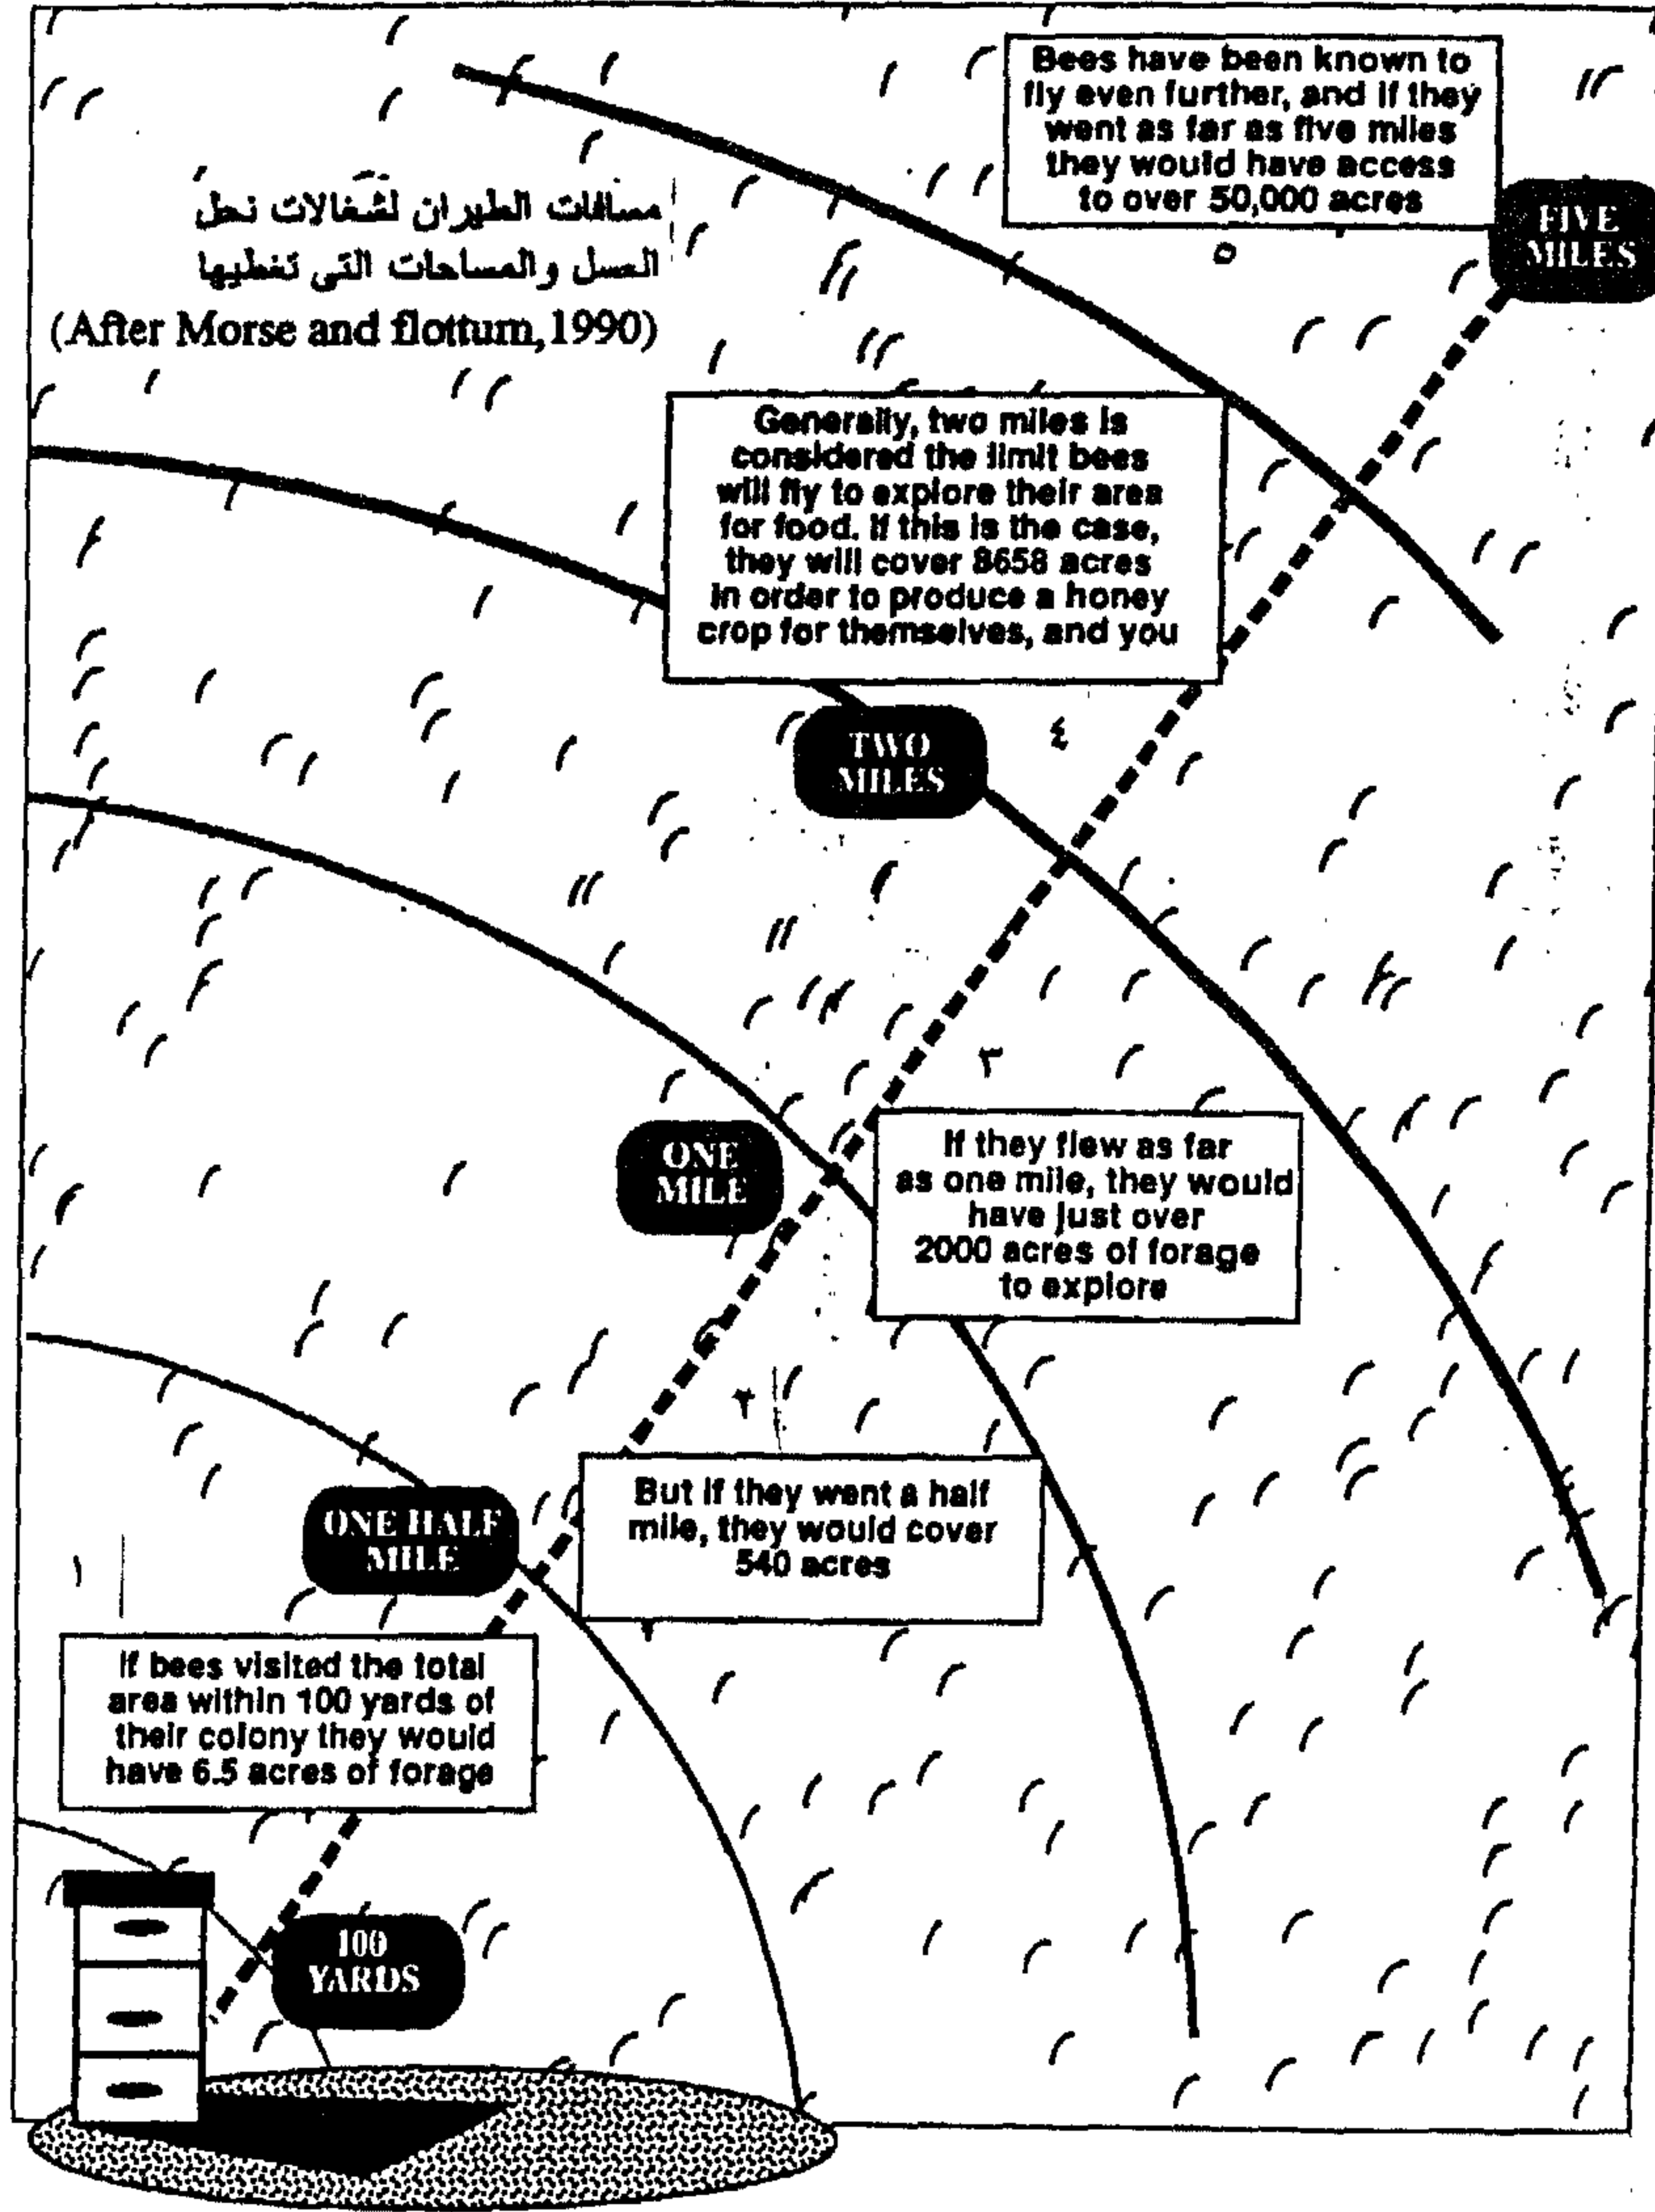 Bees have been known to
fly even further, and if they
went as far as five miles
they would have access
to over 50,000 acres
FIVE
MILES
مسافات الطيران لشغالات نحل
العسل والمساحات التى تغطيها
(After Morse and flottum,1990)
٥
Generally, two miles is
considered the limit bees
will fly to explore their area
for food. If this is the case,
they will cover 8658 acres
in order to produce a honey
crop for themselves, and you
TWO
MILES
٤
٣
ONE
MILE
If they flew as far
as one mile, they would
have just over
2000 acres of forage
to explore
٢
ONE HALF
MILE
But if they went a half
mile, they would cover
540 acres
١
If bees visited the total
area within 100 yards of
their colony they would
have 6.5 acres of forage
100
YARDS